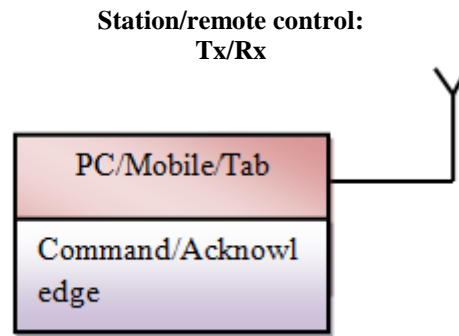 Station/remote control:
Tx/Rx
PC/Mobile/Tab
Command/Acknowl
edge